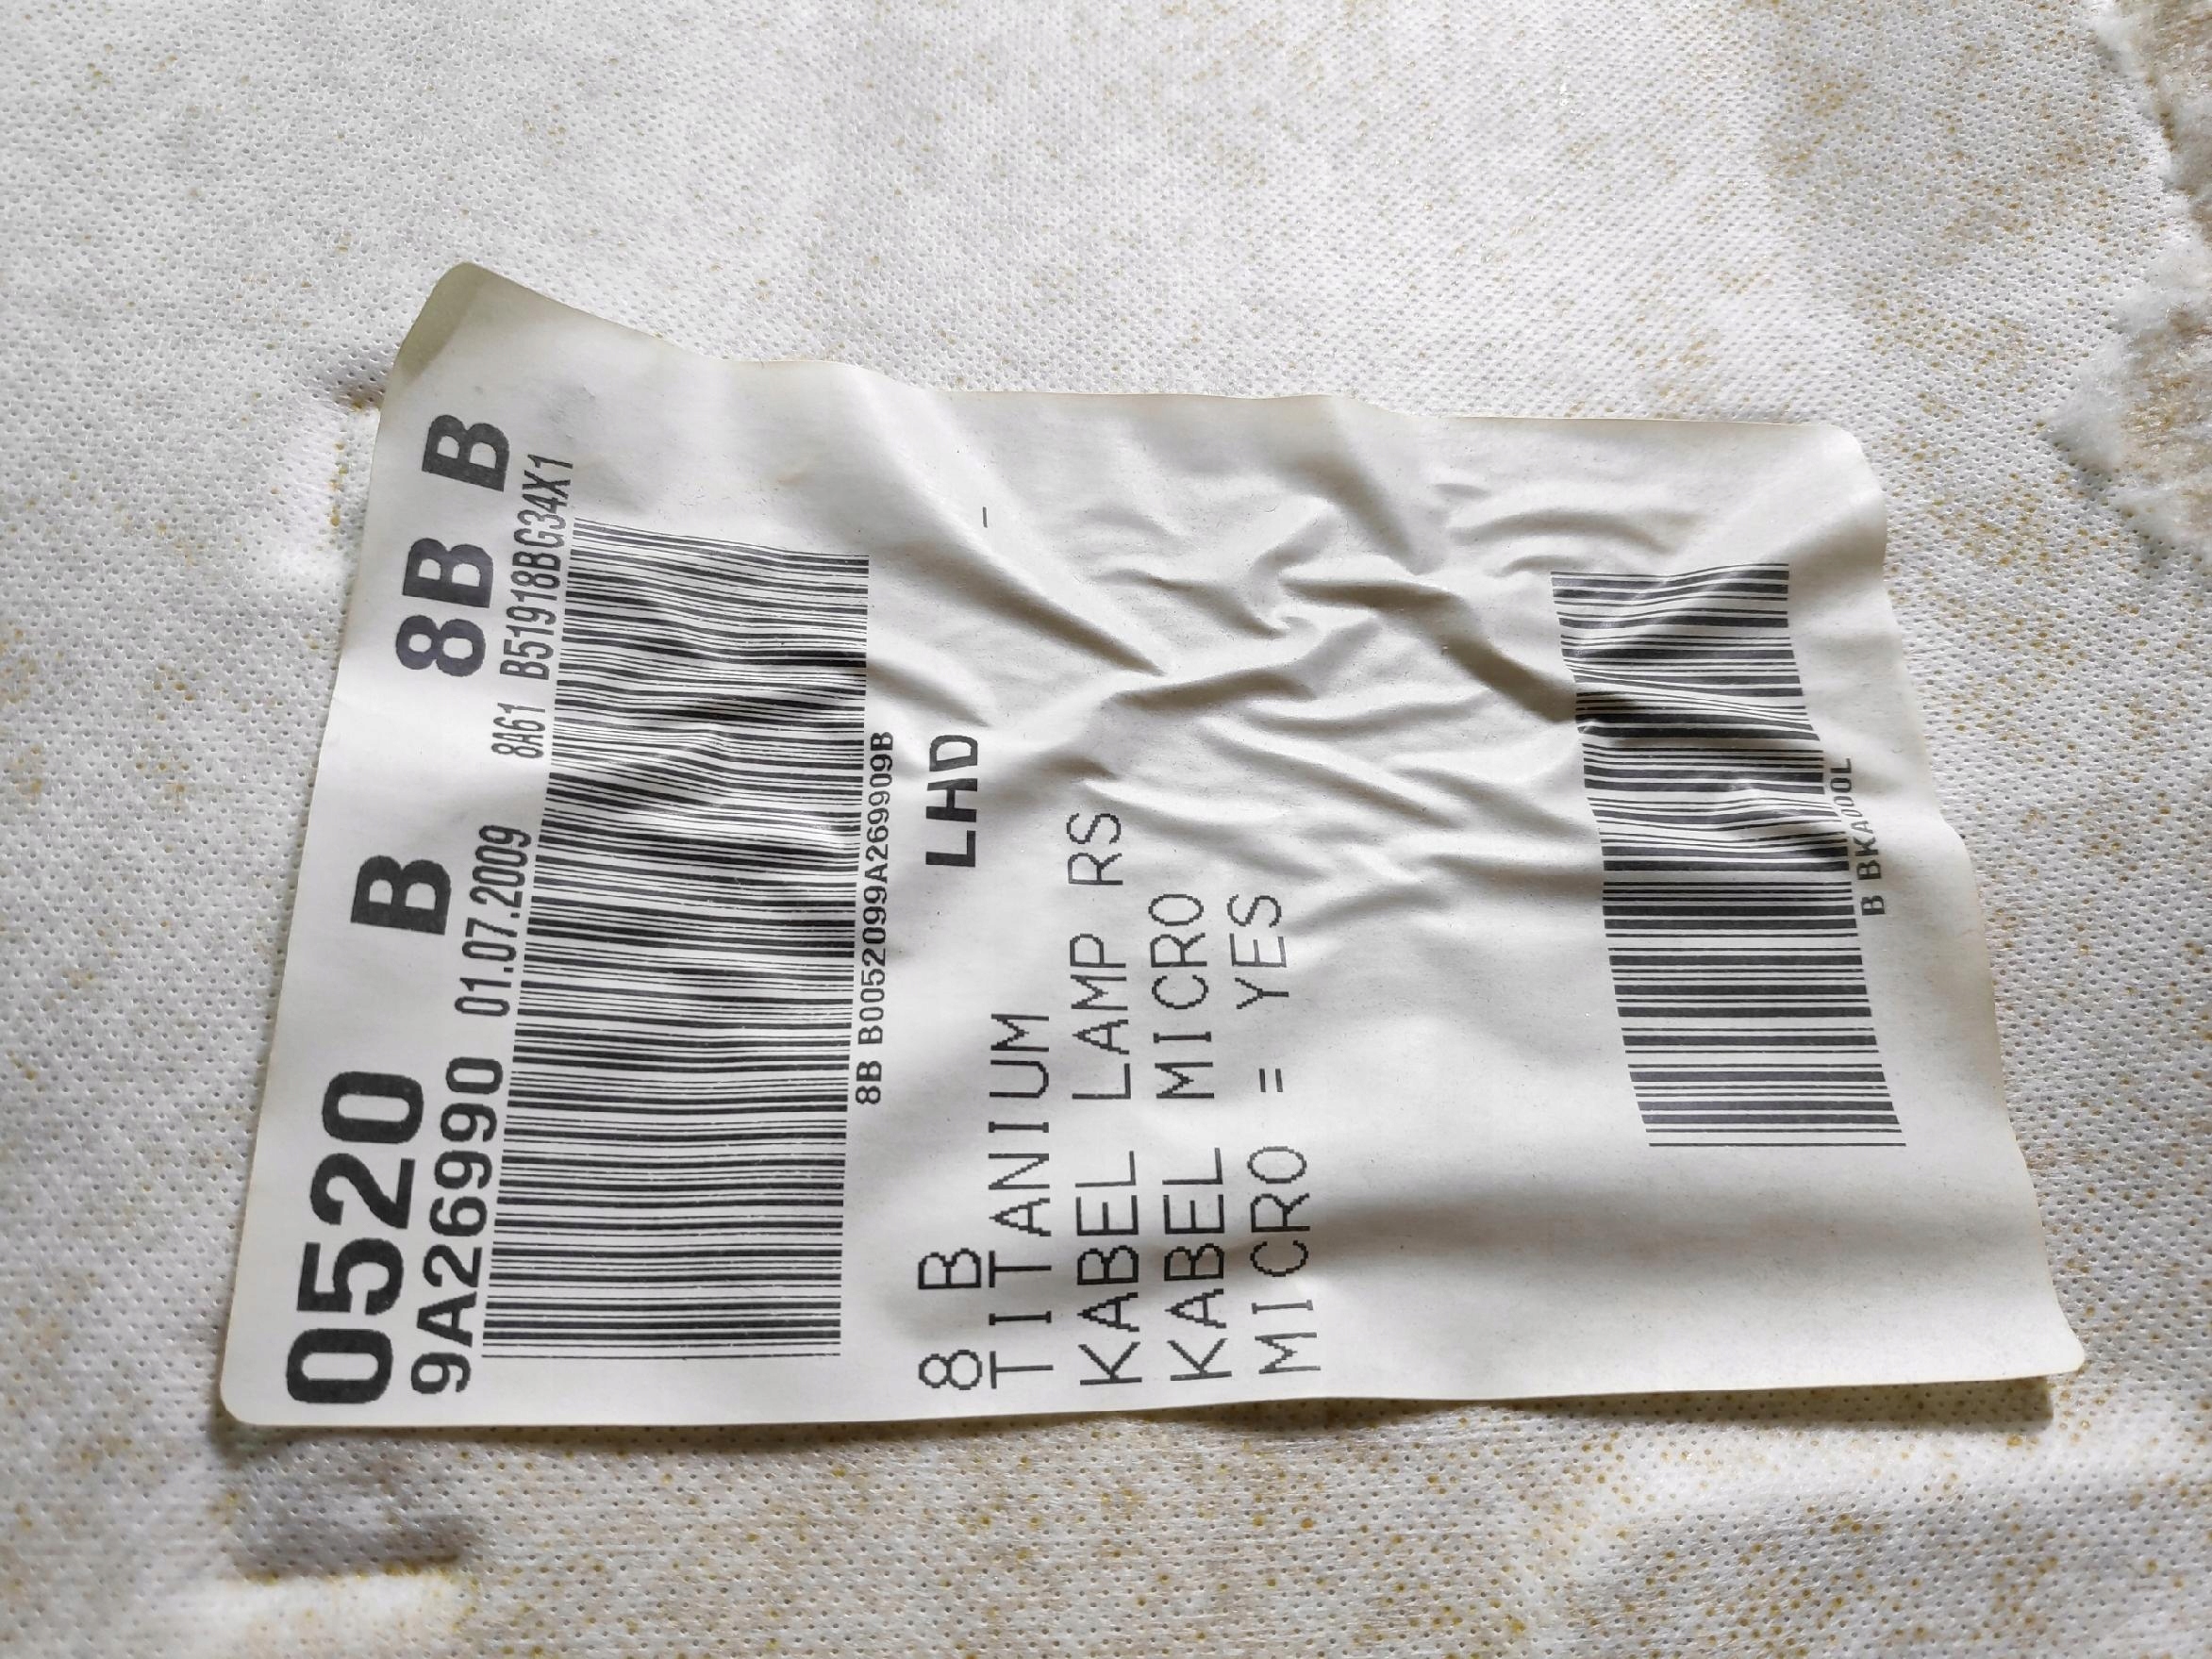 0520 B 8B B
9A26990 01.07.2009 8A61 B51918BG34X1
8B B0052099A269909B
LHD
8 B
TITANIUM
KABEL LAMP RS
KABEL MICRO
MICRO = YES
B BKA000L